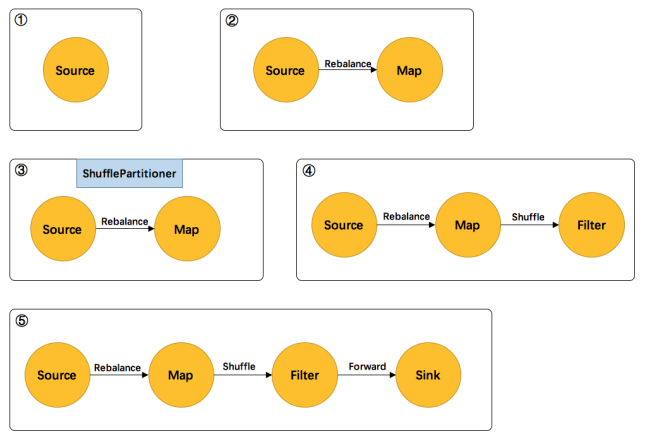 ①
Source
②
Source Rebalance Map
③
ShufflePartitioner
Source Rebalance Map
④
Source Rebalance Map Shuffle Filter
⑤
Source Rebalance Map Shuffle Filter Forward Sink